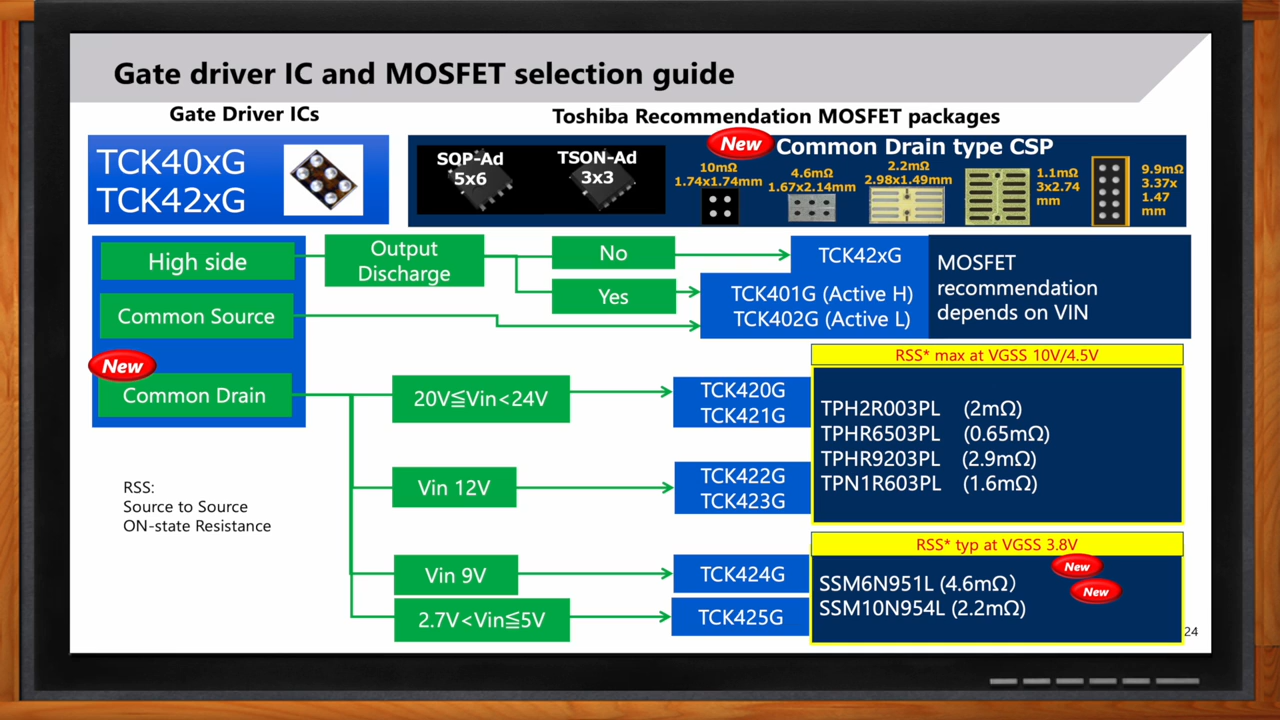 Gate driver IC and MOSFET selection guide
Gate Driver ICs
Toshiba Recommendation MOSFET packages
TCK40xG
TCK42xG
SOP-Ad
5x6
TSON-Ad
3x3
New
Common Drain type CSP
10mΩ
1.74x1.74mm
4.6mΩ
1.67x2.14mm
2.2mΩ
2.98x1.49mm
1.1mΩ
3x2.74
mm
9.9mΩ
3.37x
1.47
mm
High side
Output
Discharge
No
TCK42xG
Yes
TCK401G (Active H)
TCK402G (Active L)
MOSFET
recommendation
depends on VIN
Common Source
New
Common Drain
RSS* max at VGSS 10V/4.5V
20V≦Vin<24V
TCK420G
TCK421G
TPH2R003PL (2mΩ)
TPHR6503PL (0.65mΩ)
TPHR9203PL (2.9mΩ)
TPN1R603PL (1.6mΩ)
Vin 12V
TCK422G
TCK423G
RSS:
Source to Source
ON-state Resistance
RSS* typ at VGSS 3.8V
Vin 9V
TCK424G
New
SSM6N951L (4.6mΩ)
New
SSM10N954L (2.2mΩ)
2.7V<Vin≦5V
TCK425G
24